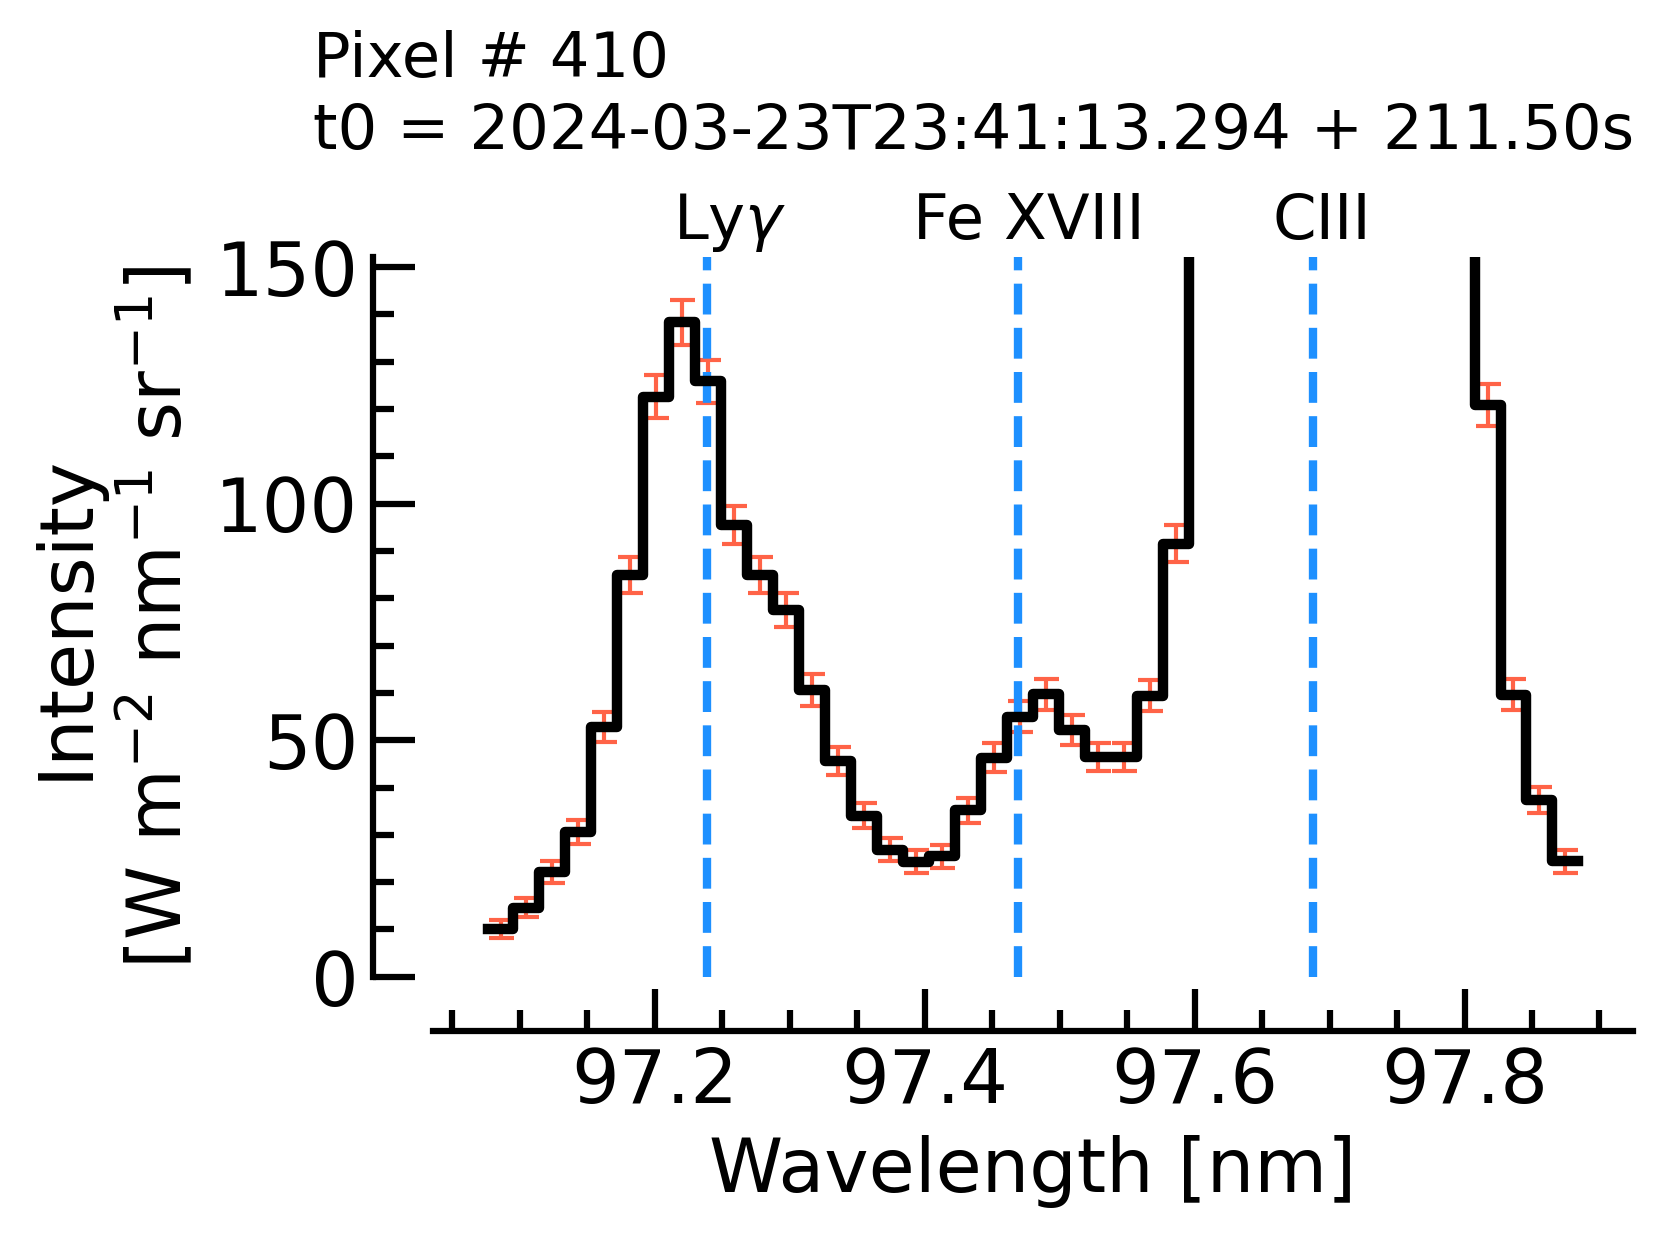 Pixel # 410
t0 = 2024-03-23T23:41:13.294 + 211.50s
Lyγ Fe XVIII CIII
Intensity
[W m⁻² nm⁻¹ sr⁻¹]
150
100
50
0
97.2 97.4 97.6 97.8
Wavelength [nm]